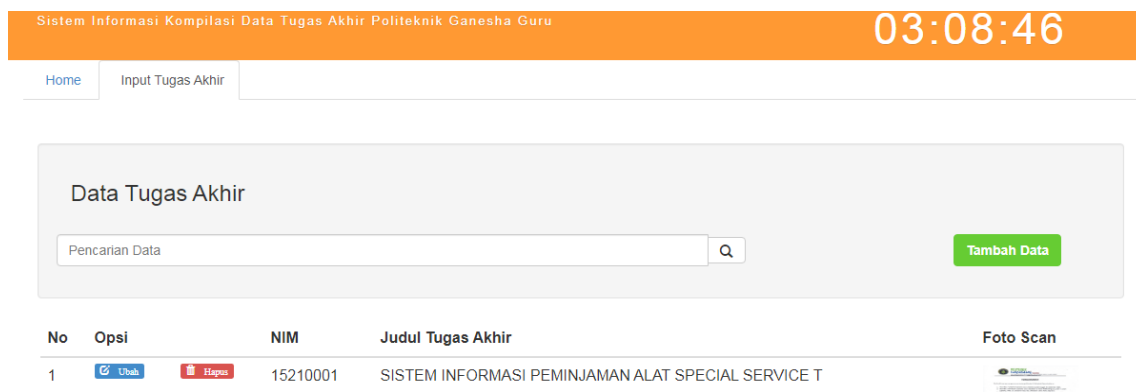 Sistem Informasi Kompilasi Data Tugas Akhir Politeknik Ganesha Guru
03:08:46
Home Input Tugas Akhir
Data Tugas Akhir
Pencarian Data
Tambah Data
No Opsi NIM Judul Tugas Akhir Foto Scan
1 Ubah Hapus 15210001 SISTEM INFORMASI PEMINJAMAN ALAT SPECIAL SERVICE T